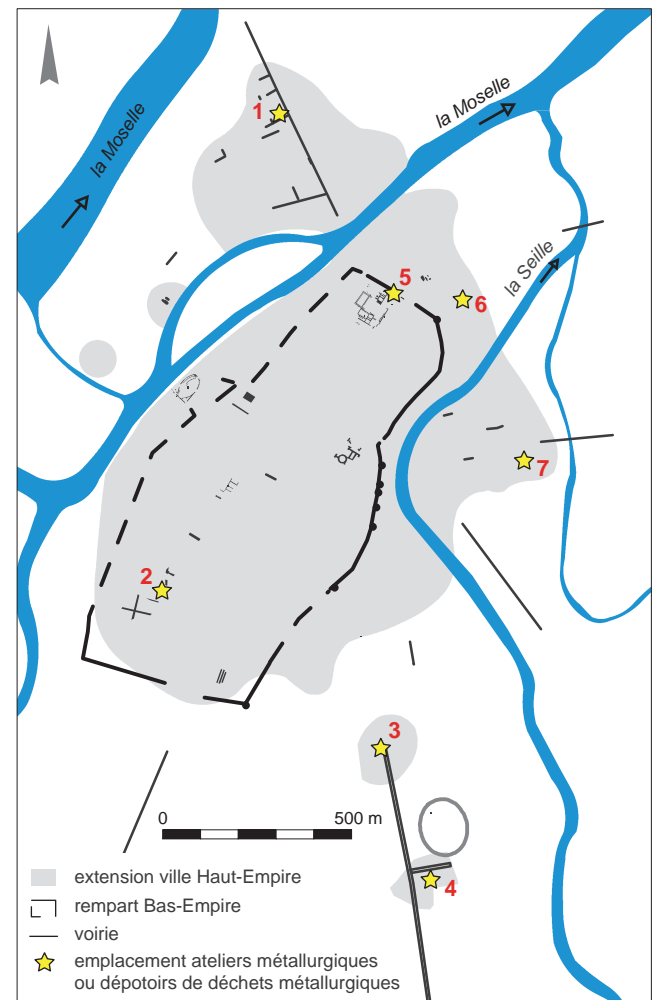 la Moselle
la Moselle
1
la Seille
5
6
7
2
3
0
500 m
4
extension ville Haut-Empire
rempart Bas-Empire
voirie
emplacement ateliers métallurgiques
ou dépotoirs de déchets métallurgiques